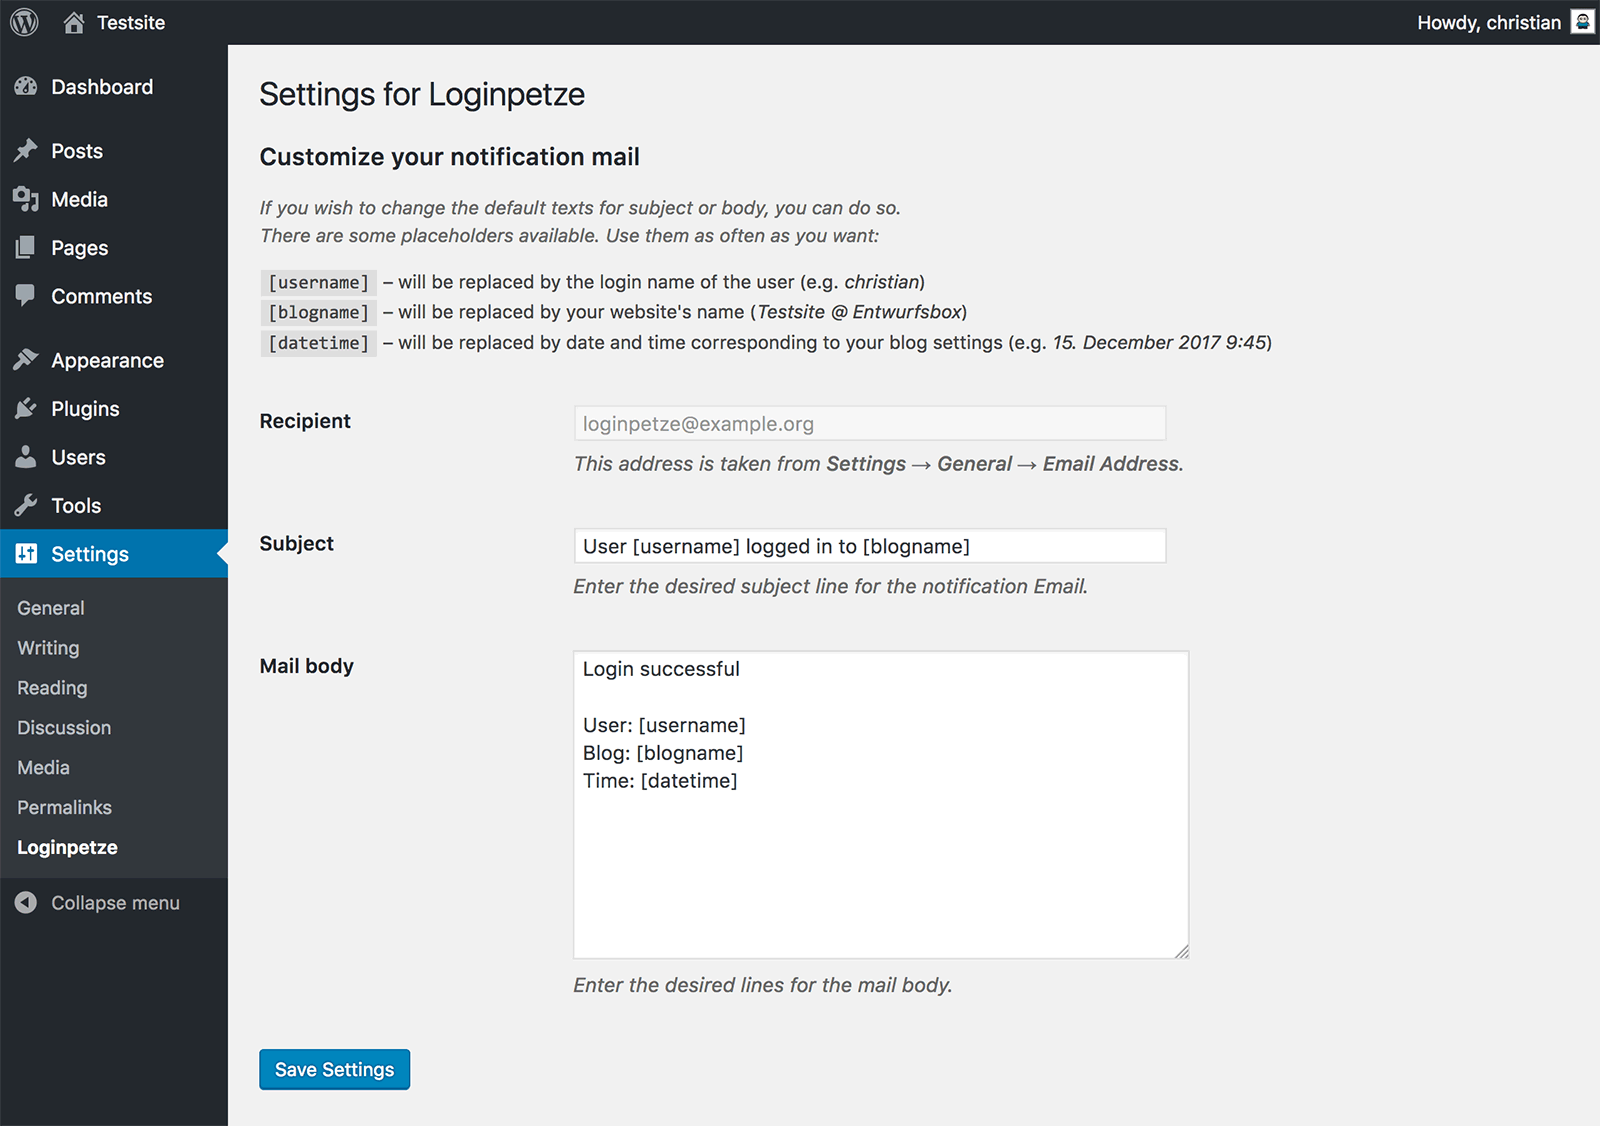 Testsite
Howdy, christian
Dashboard
Posts
Media
Pages
Comments
Appearance
Plugins
Users
Tools
Settings
General
Writing
Reading
Discussion
Media
Permalinks
Loginpetze
Collapse menu
Settings for Loginpetze
Customize your notification mail
If you wish to change the default texts for subject or body, you can do so.
There are some placeholders available. Use them as often as you want:
[username] – will be replaced by the login name of the user (e.g. christian)
[blogname] – will be replaced by your website's name (Testsite @ Entwurfsbox)
[datetime] – will be replaced by date and time corresponding to your blog settings (e.g. 15. December 2017 9:45)
Recipient
loginpetze@example.org
This address is taken from Settings → General → Email Address.
Subject
User [username] logged in to [blogname]
Enter the desired subject line for the notification Email.
Mail body
Login successful
User: [username]
Blog: [blogname]
Time: [datetime]
Enter the desired lines for the mail body.
Save Settings